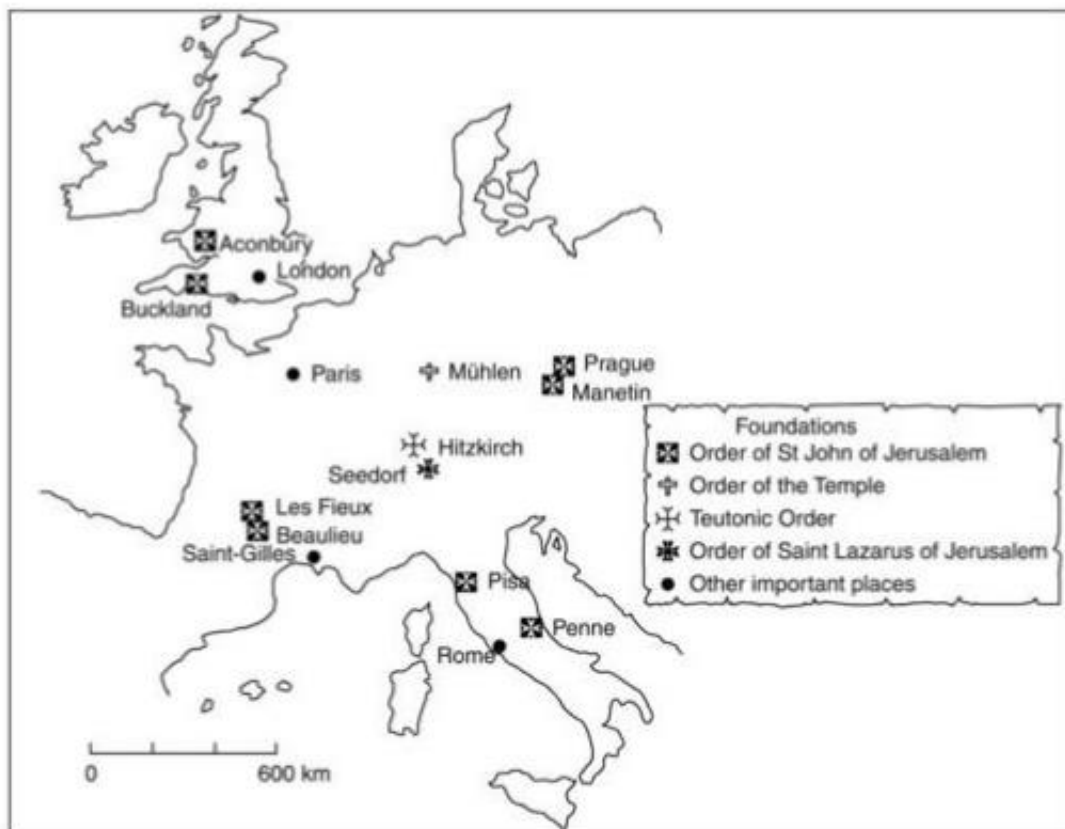 Aconbury
London
Buckland
Paris
Mühlen
Prague
Manetin
Hitzkirch
Seedorf
Les Fieux
Beaulieu
Saint-Gilles
Pisa
Penne
Rome
Foundations
Order of St John of Jerusalem
Order of the Temple
Teutonic Order
Order of Saint Lazarus of Jerusalem
Other important places
0 600 km